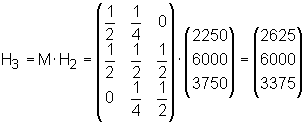 H₃ = M·H₂ = ( 1/2 1/4 0 ; 1/2 1/2 1/2 ; 0 1/4 1/2 ) · ( 2250 ; 6000 ; 3750 ) = ( 2625 ; 6000 ; 3375 )